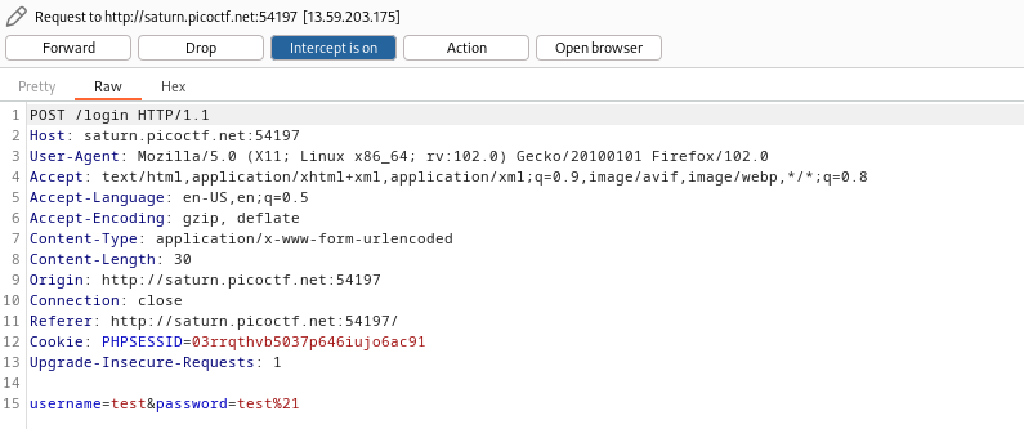 Request to http://saturn.picoctf.net:54197 [13.59.203.175]
Forward Drop Intercept is on Action Open browser
Pretty Raw Hex
1 POST /login HTTP/1.1
2 Host: saturn.picoctf.net:54197
3 User-Agent: Mozilla/5.0 (X11; Linux x86_64; rv:102.0) Gecko/20100101 Firefox/102.0
4 Accept: text/html,application/xhtml+xml,application/xml;q=0.9,image/avif,image/webp,*/*;q=0.8
5 Accept-Language: en-US,en;q=0.5
6 Accept-Encoding: gzip, deflate
7 Content-Type: application/x-www-form-urlencoded
8 Content-Length: 30
9 Origin: http://saturn.picoctf.net:54197
10 Connection: close
11 Referer: http://saturn.picoctf.net:54197/
12 Cookie: PHPSESSID=03rrqthvb5037p646iujo6ac91
13 Upgrade-Insecure-Requests: 1
14
15 username=test&password=test%21